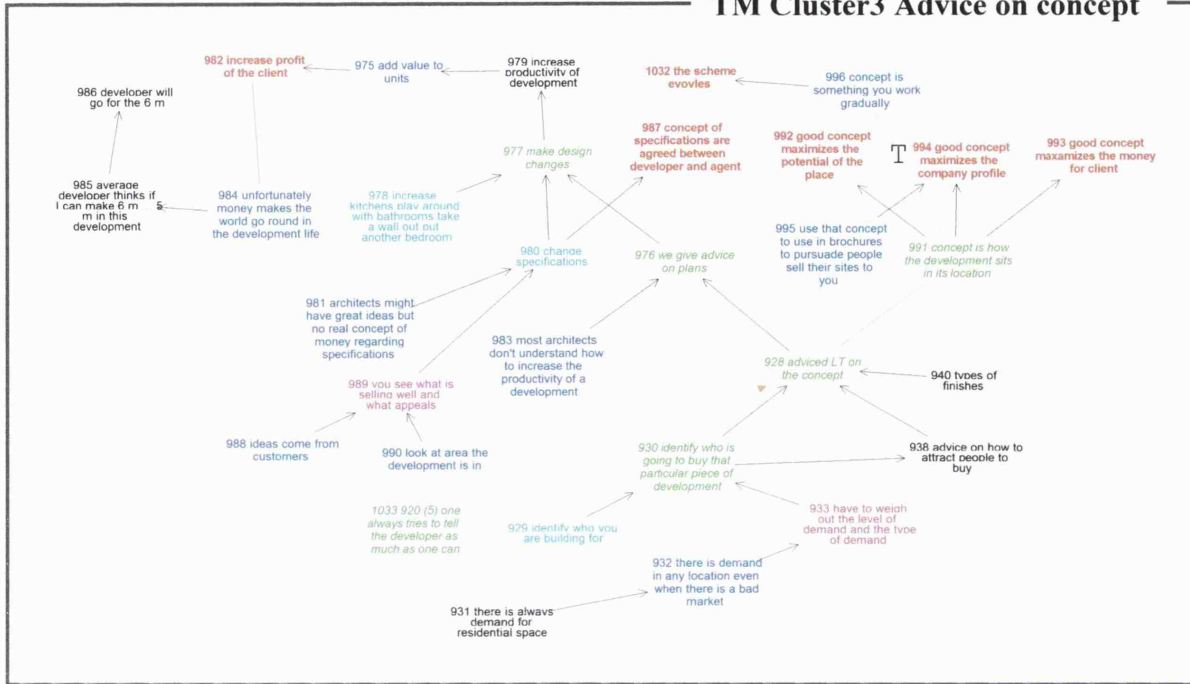 TM Cluster3 Advice on concept
982 increase profit
of the client
975 add value to
units
979 increase
productivity of
development
1032 the scheme
evovles
996 concept is
something you work
gradually
986 developer will
go for the 6 m
987 concept of
specifications are
agreed between
developer and agent
992 good concept
maximizes the
potential of the
place
T
994 good concept
maximizes the
company profile
993 good concept
maxamizes the money
for client
977 make design
changes
985 average
developer thinks if
I can make 6 m 5
m in this
development
984 unfortunately
money makes the
world go round in
the development life
978 increase
kitchens play around
with bathrooms take
a wall out put
another bedroom
980 change
specifications
976 we give advice
on plans
995 use that concept
to use in brochures
to pursuade people
sell their sites to
you
991 concept is how
the development sits
in its location
981 architects might
have great ideas but
no real concept of
money regarding
specifications
983 most architects
don't understand how
to increase the
productivity of a
development
928 adviced LT on
the concept
940 types of
finishes
989 you see what is
selling well and
what appeals
988 ideas come from
customers
990 look at area the
development is in
930 identify who is
going to buy that
particular piece of
development
938 advice on how to
attract people to
buy
1033 920 (5) one
always tries to tell
the developer as
much as one can
929 identify who you
are building for
933 have to weigh
out the level of
demand and the type
of demand
932 there is demand
in any location even
when there is a bad
market
931 there is always
demand for
residential space